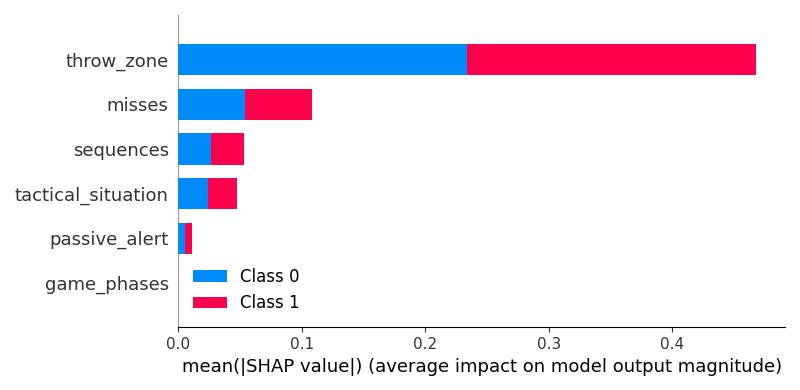 throw_zone
misses
sequences
tactical_situation
passive_alert
game_phases
Class 0
Class 1
0.0 0.1 0.2 0.3 0.4
mean(|SHAP value|) (average impact on model output magnitude)